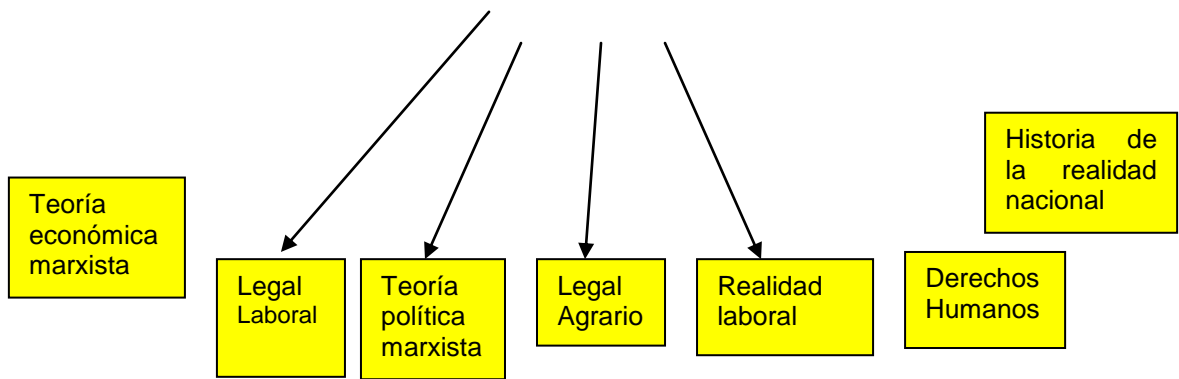 Historia de
la realidad
nacional
Teoría
económica
marxista
Legal
Laboral
Teoría
política
marxista
Legal
Agrario
Realidad
laboral
Derechos
Humanos